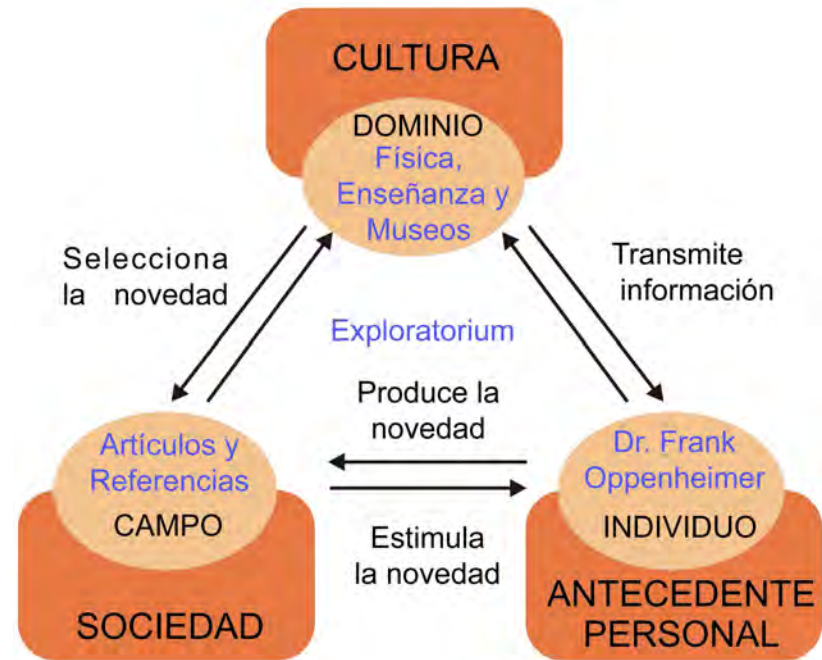 CULTURA
DOMINIO
Física,
Enseñanza y
Museos
Selecciona
la novedad
Transmite
información
Exploratorium
Produce la
novedad
Artículos y
Referencias
CAMPO
Dr. Frank
Oppenheimer
INDIVIDUO
Estimula
la novedad
SOCIEDAD
ANTECEDENTE
PERSONAL